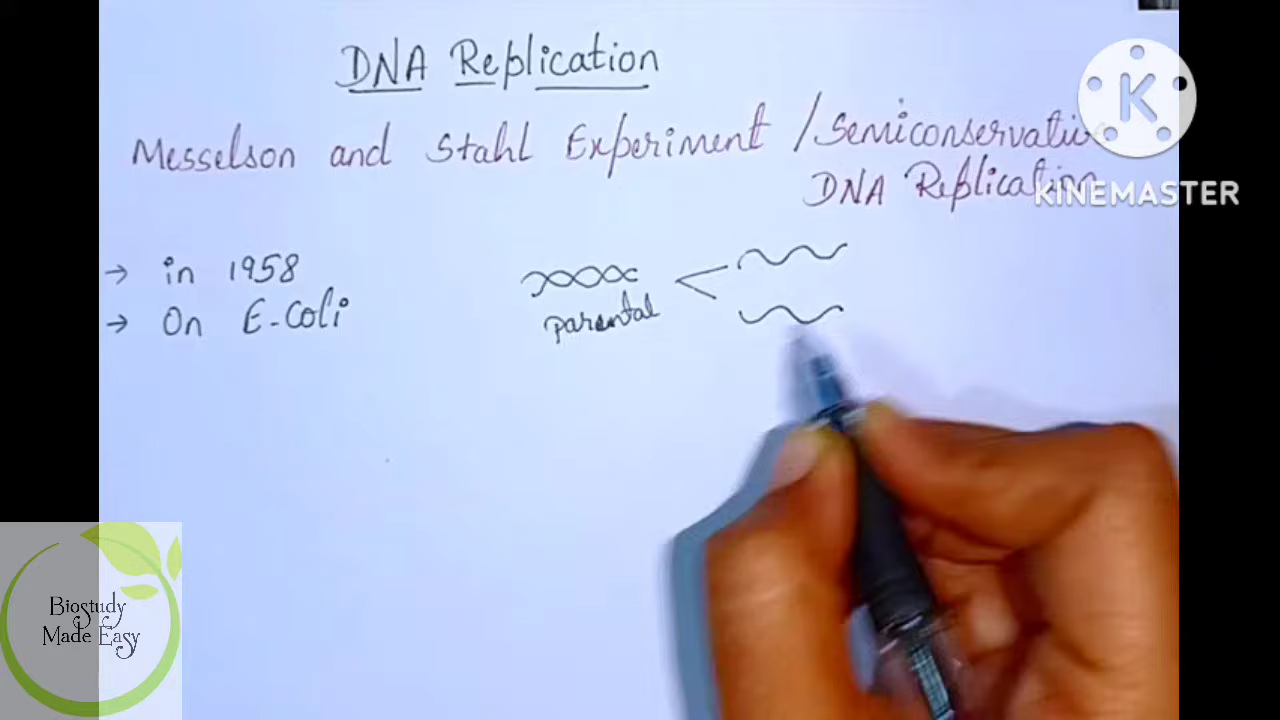 DNA Replication
Messelson and Stahl Experiment /Semiconservative
DNA Replication
KINEMASTER
→ in 1958
→ On E-Coli
parental
Biostudy
Made Easy